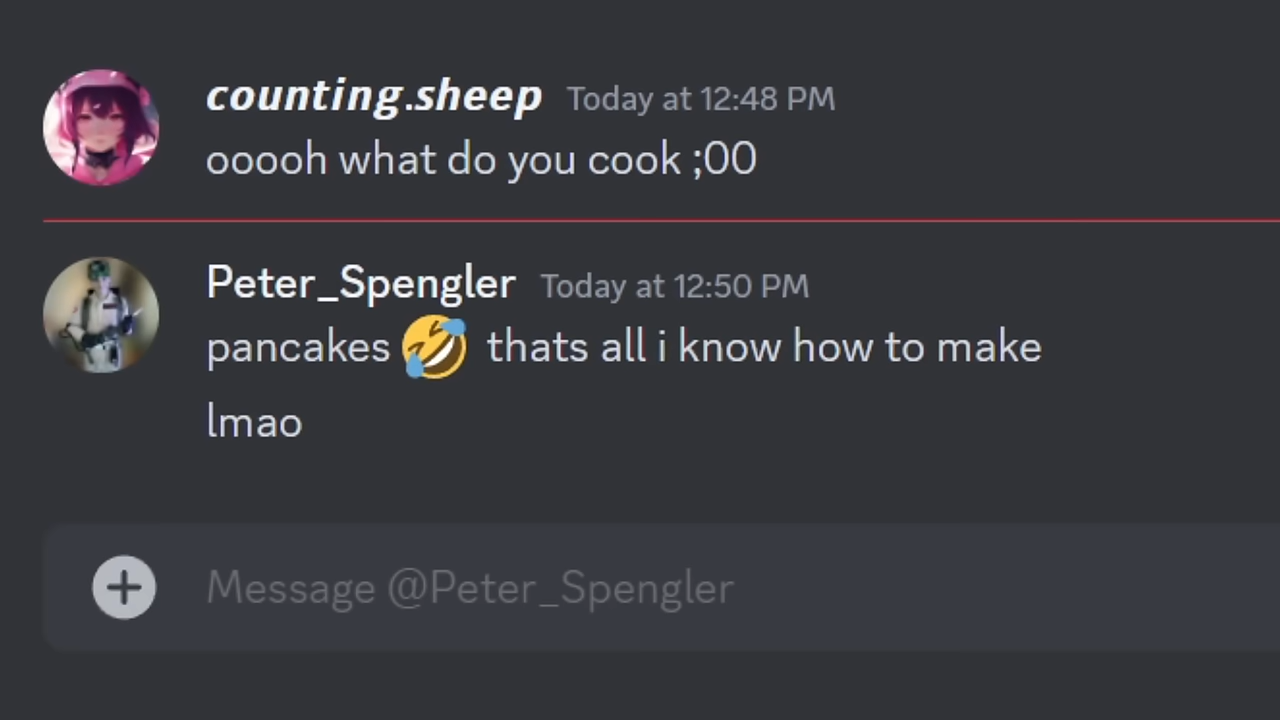 counting.sheep Today at 12:48 PM
ooooh what do you cook ;00
Peter_Spengler Today at 12:50 PM
pancakes 🤣 thats all i know how to make
lmao
Message @Peter_Spengler